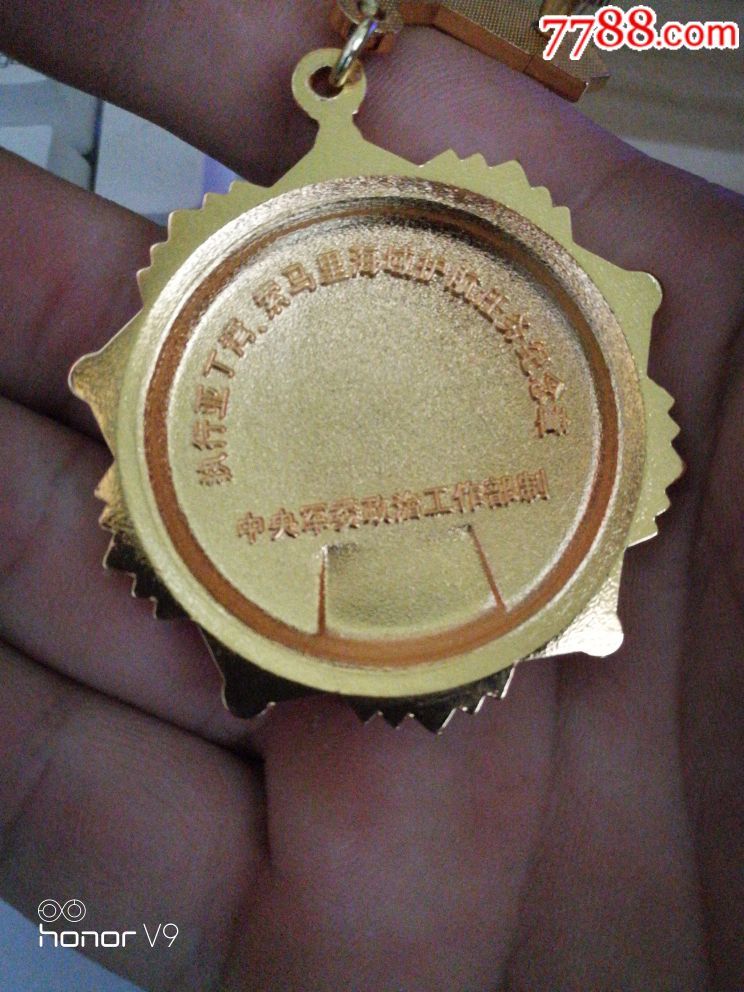 7788.com
执行亚丁湾、索马里海域护航任务纪念章
中央军委政治工作部制
honor V9